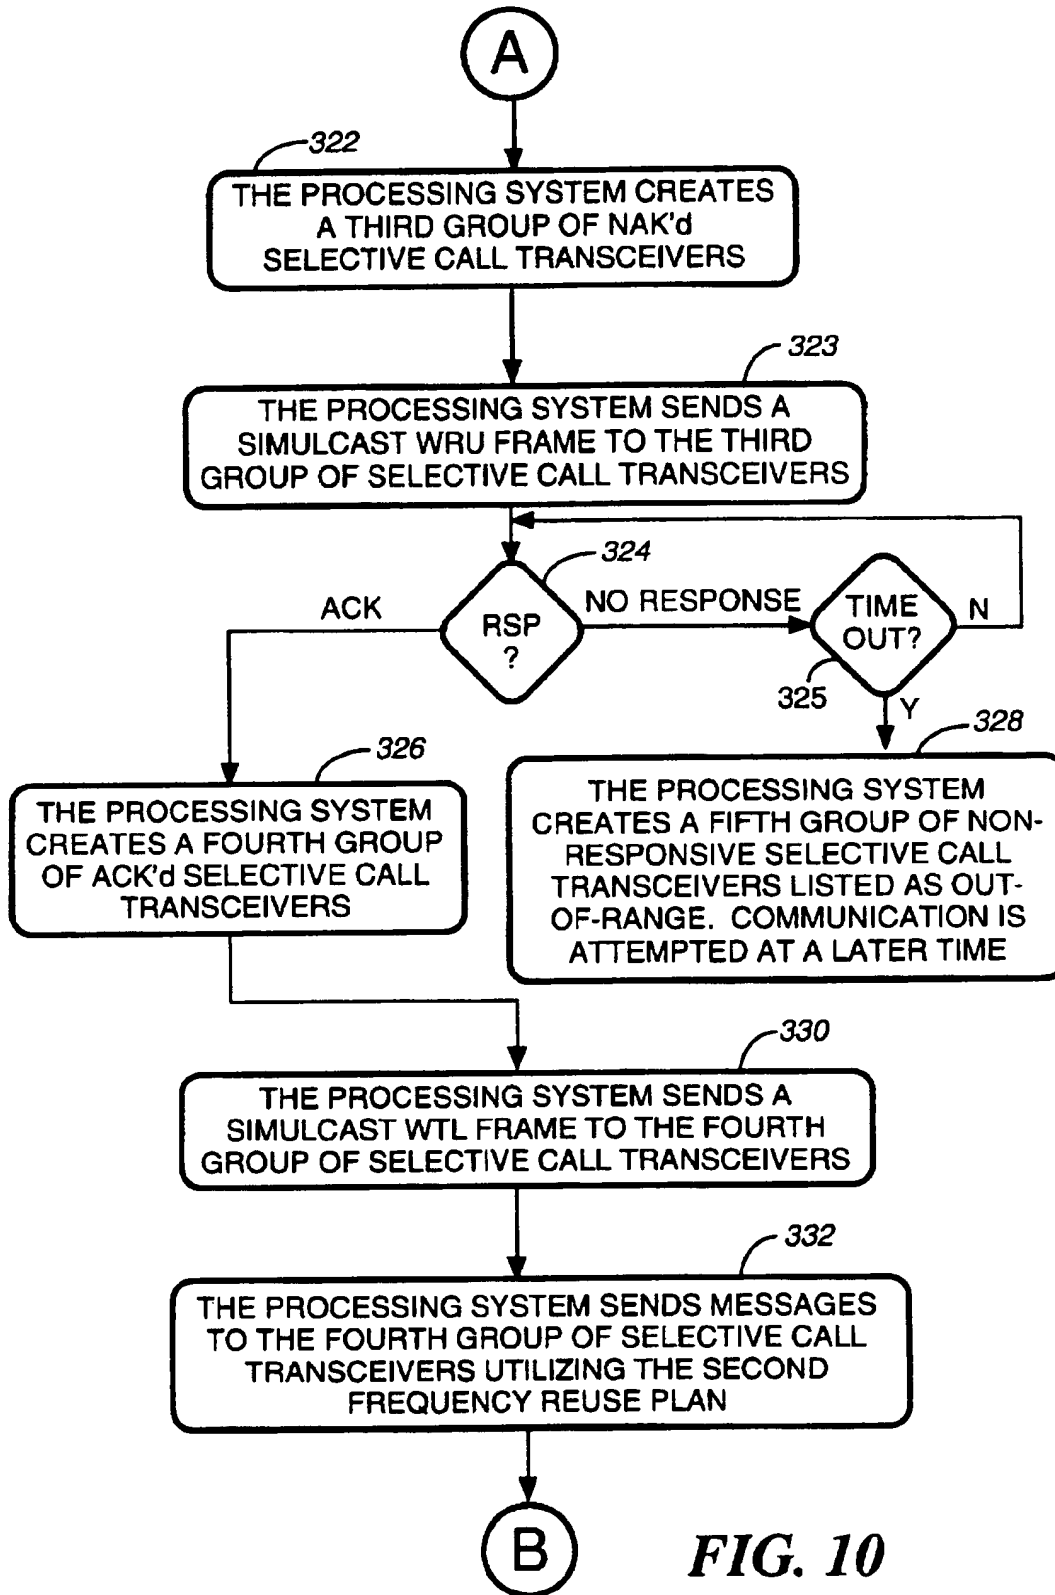 A
322
THE PROCESSING SYSTEM CREATES
A THIRD GROUP OF NAK'd
SELECTIVE CALL TRANSCEIVERS
323
THE PROCESSING SYSTEM SENDS A
SIMULCAST WRU FRAME TO THE THIRD
GROUP OF SELECTIVE CALL TRANSCEIVERS
324
ACK
RSP
?
NO RESPONSE
TIME
OUT?
N
325
Y
326
THE PROCESSING SYSTEM
CREATES A FOURTH GROUP
OF ACK'd SELECTIVE CALL
TRANSCEIVERS
328
THE PROCESSING SYSTEM
CREATES A FIFTH GROUP OF NON-
RESPONSIVE SELECTIVE CALL
TRANSCEIVERS LISTED AS OUT-
OF-RANGE. COMMUNICATION IS
ATTEMPTED AT A LATER TIME
330
THE PROCESSING SYSTEM SENDS A
SIMULCAST WTL FRAME TO THE FOURTH
GROUP OF SELECTIVE CALL TRANSCEIVERS
332
THE PROCESSING SYSTEM SENDS MESSAGES
TO THE FOURTH GROUP OF SELECTIVE CALL
TRANSCEIVERS UTILIZING THE SECOND
FREQUENCY REUSE PLAN
B
FIG. 10